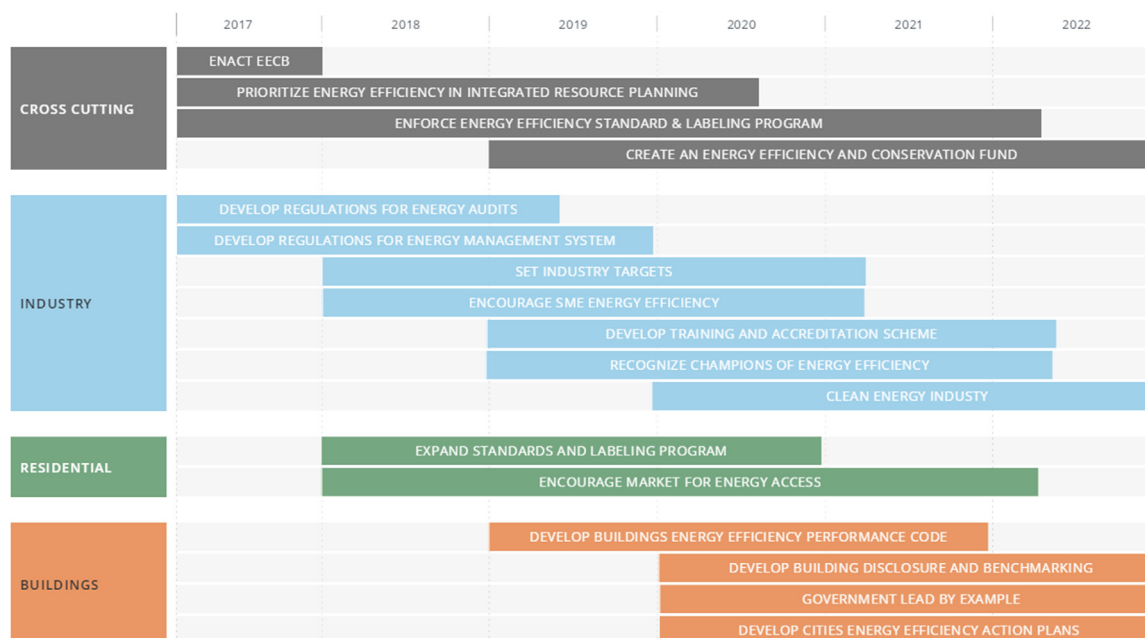 2017 2018 2019 2020 2021 2022
CROSS CUTTING
ENACT EECB
PRIORITIZE ENERGY EFFICIENCY IN INTEGRATED RESOURCE PLANNING
ENFORCE ENERGY EFFICIENCY STANDARD & LABELING PROGRAM
CREATE AN ENERGY EFFICIENCY AND CONSERVATION FUND
INDUSTRY
DEVELOP REGULATIONS FOR ENERGY AUDITS
DEVELOP REGULATIONS FOR ENERGY MANAGEMENT SYSTEM
SET INDUSTRY TARGETS
ENCOURAGE SME ENERGY EFFICIENCY
DEVELOP TRAINING AND ACCREDITATION SCHEME
RECOGNIZE CHAMPIONS OF ENERGY EFFICIENCY
CLEAN ENERGY INDUSTY
RESIDENTIAL
EXPAND STANDARDS AND LABELING PROGRAM
ENCOURAGE MARKET FOR ENERGY ACCESS
BUILDINGS
DEVELOP BUILDINGS ENERGY EFFICIENCY PERFORMANCE CODE
DEVELOP BUILDING DISCLOSURE AND BENCHMARKING
GOVERNMENT LEAD BY EXAMPLE
DEVELOP CITIES ENERGY EFFICIENCY ACTION PLANS